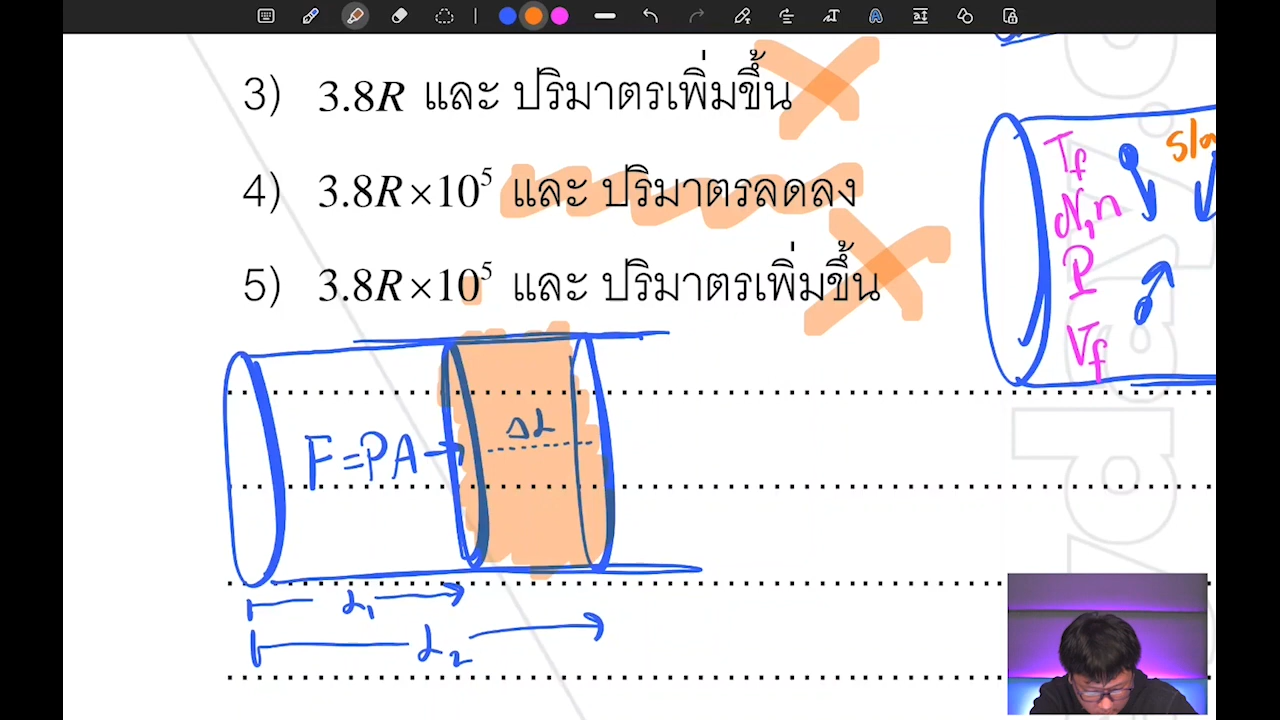 3) 3.8R และ ปริมาตรเพิ่มขึ้น
4) 3.8R×10⁵ และ ปริมาตรลดลง
5) 3.8R×10⁵ และ ปริมาตรเพิ่มขึ้น
F=PA
ΔL
L₁
L₂
T_f
N,n
P
V_f